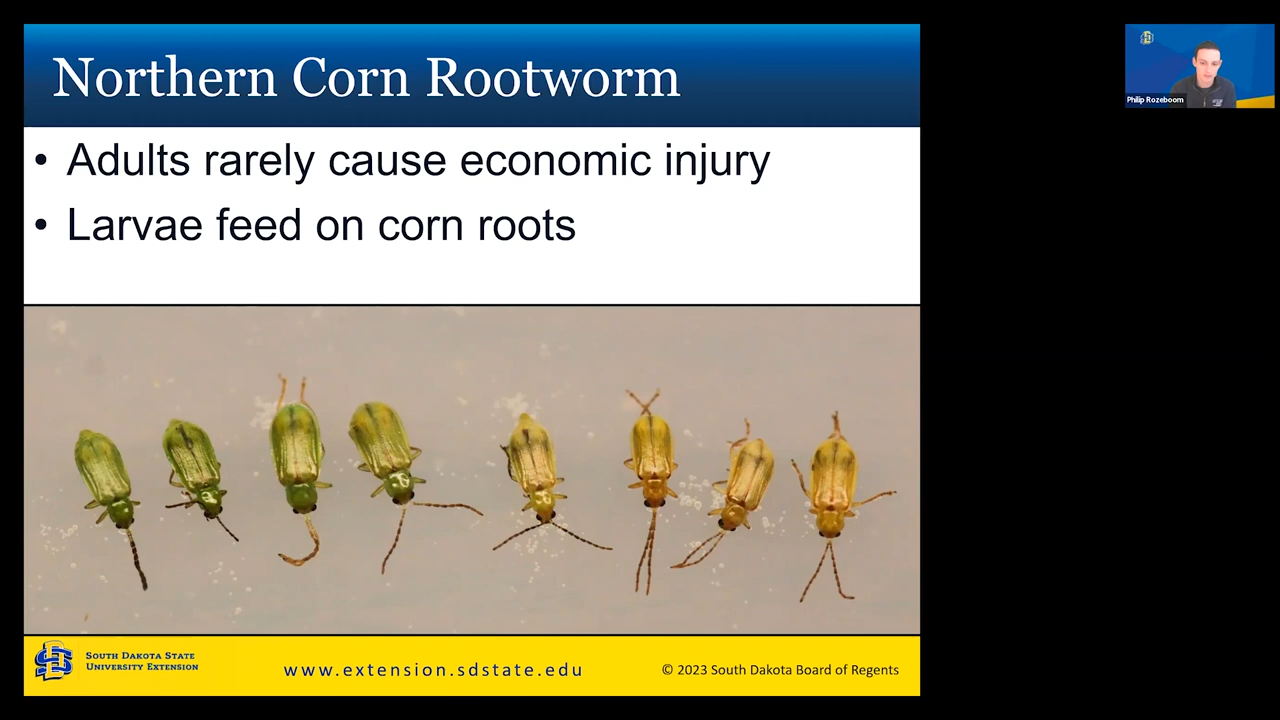 Northern Corn Rootworm
• Adults rarely cause economic injury
• Larvae feed on corn roots
SOUTH DAKOTA STATE
UNIVERSITY EXTENSION
www.extension.sdstate.edu
© 2023 South Dakota Board of Regents
Philip Rozeboom